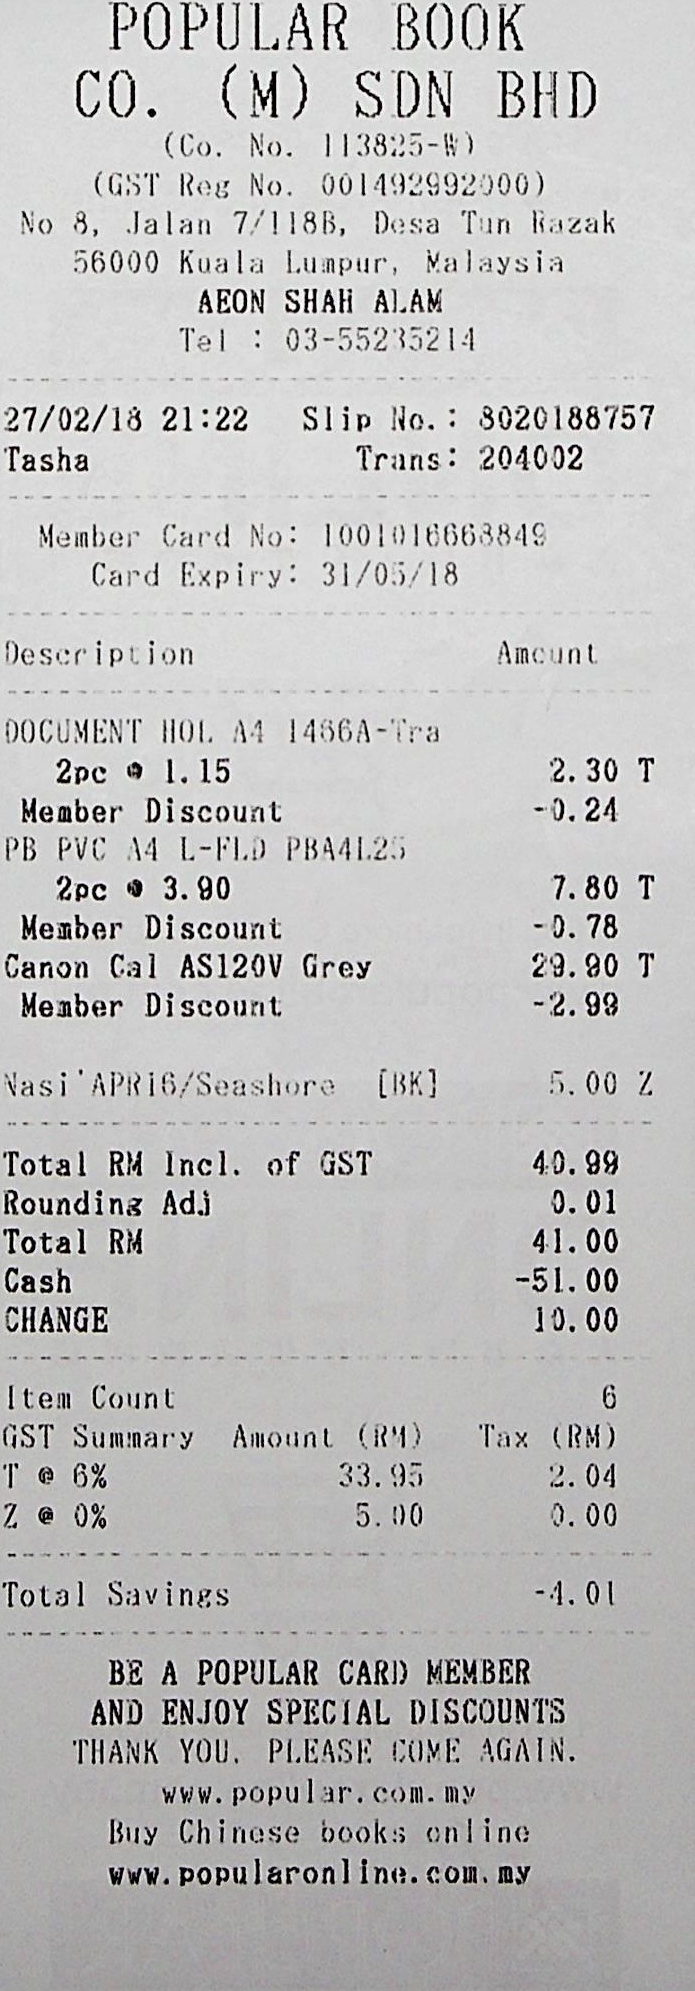 POPULAR BOOK
CO. (M) SDN BHD
(Co. No. 113825-W)
(GST Reg No. 001492992000)
No 8, Jalan 7/118B, Desa Tun Razak
56000 Kuala Lumpur, Malaysia
AEON SHAH ALAM
Tel : 03-55235214
27/02/18 21:22 Slip No.: 8020188757
Tasha Trans: 204002
Member Card No: 1001016668849
Card Expiry: 31/05/18
Description Amount
DOCUMENT HOL A4 1466A-Tra
2pc @ 1.15 2.30 T
Member Discount -0.24
PB PVC A4 L-FLD PBA4L25
2pc @ 3.90 7.80 T
Member Discount -0.78
Canon Cal AS120V Grey 29.90 T
Member Discount -2.99
Nasi'APR16/Seashore [BK] 5.00 Z
Total RM Incl. of GST 40.99
Rounding Adj 0.01
Total RM 41.00
Cash -51.00
CHANGE 10.00
Item Count 6
GST Summary Amount (RM) Tax (RM)
T @ 6% 33.95 2.04
Z @ 0% 5.00 0.00
Total Savings -4.01
BE A POPULAR CARD MEMBER
AND ENJOY SPECIAL DISCOUNTS
THANK YOU. PLEASE COME AGAIN.
www.popular.com.my
Buy Chinese books online
www.popularonline.com.my